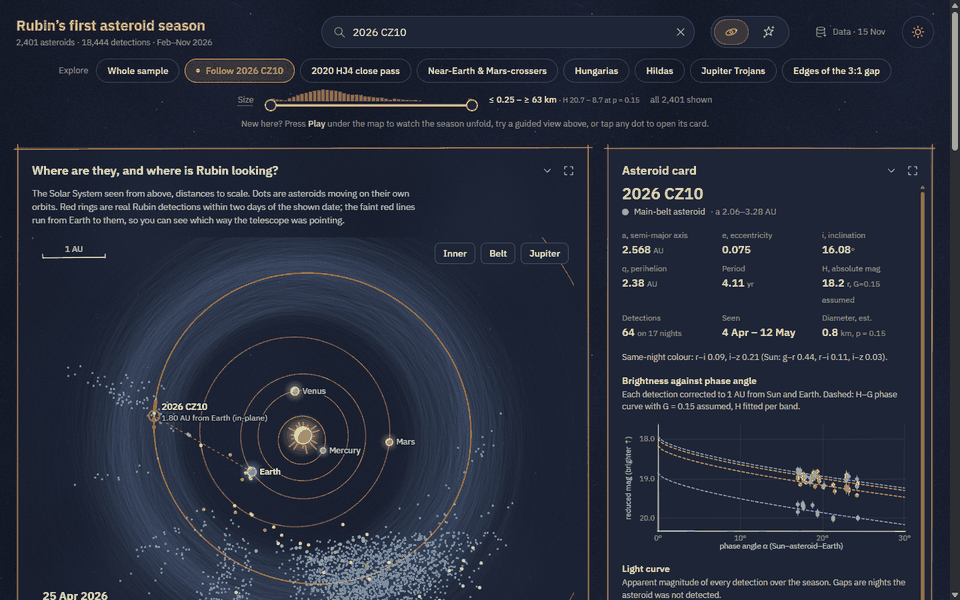 Rubin's first asteroid season
2,401 asteroids · 18,444 detections · Feb–Nov 2026
2026 CZ10
Data · 15 Nov
Explore
Whole sample
Follow 2026 CZ10
2020 HJ4 close pass
Near-Earth & Mars-crossers
Hungarias
Hildas
Jupiter Trojans
Edges of the 3:1 gap
Size
≤ 0.25 – ≥ 63 km · H 20.7 – 8.7 at p = 0.15
all 2,401 shown
New here? Press Play under the map to watch the season unfold, try a guided view above, or tap any dot to open its card.
Where are they, and where is Rubin looking?
The Solar System seen from above, distances to scale. Dots are asteroids moving on their own
orbits. Red rings are real Rubin detections within two days of the shown date; the faint red lines
run from Earth to them, so you can see which way the telescope was pointing.
1 AU
Inner
Belt
Jupiter
Venus
2026 CZ10
1.80 AU from Earth (in-plane)
Mars
Mercury
Earth
25 Apr 2026
Asteroid card
2026 CZ10
Main-belt asteroid · a 2.06–3.28 AU
a, semi-major axis
e, eccentricity
i, inclination
2.568 AU
0.075
16.08°
q, perihelion
Period
H, absolute mag
2.38 AU
4.11 yr
18.2 r, G=0.15
assumed
Detections
Seen
Diameter, est.
64 on 17 nights
4 Apr – 12 May
0.8 km, p = 0.15
Same-night colour: r–i 0.09, i–z 0.21 (Sun: g–r 0.44, r–i 0.11, i–z 0.03).
Brightness against phase angle
Each detection corrected to 1 AU from Sun and Earth. Dashed: H–G phase
curve with G = 0.15 assumed, H fitted per band.
reduced mag (brighter ↑)
18.0
19.0
20.0
0°
10°
20°
30°
phase angle α (Sun–asteroid–Earth)
Light curve
Apparent magnitude of every detection over the season. Gaps are nights the
asteroid was not detected.